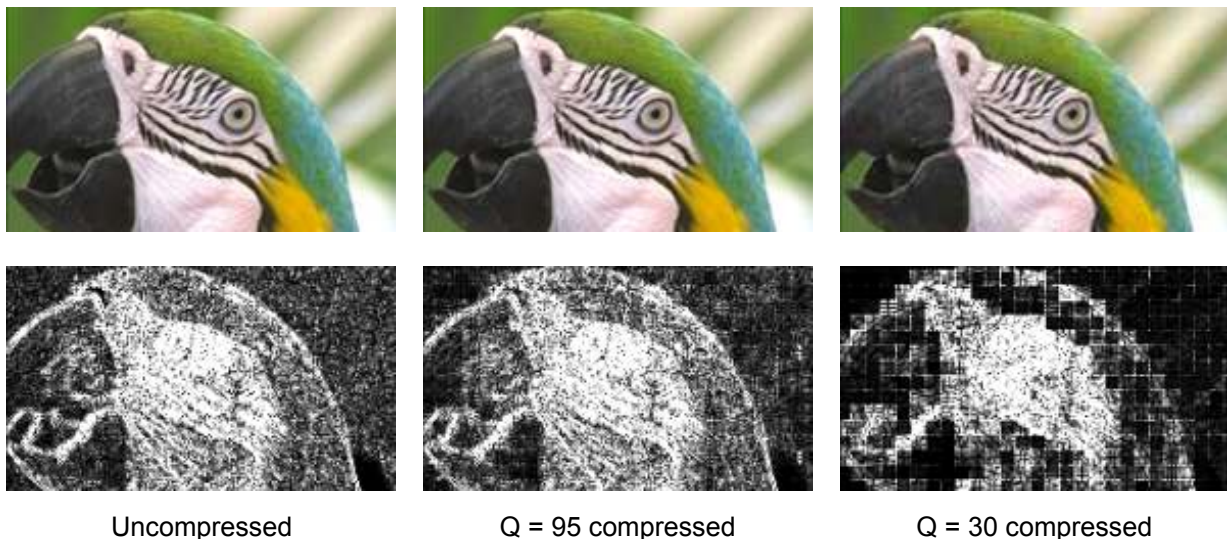 Uncompressed
Q = 95 compressed
Q = 30 compressed